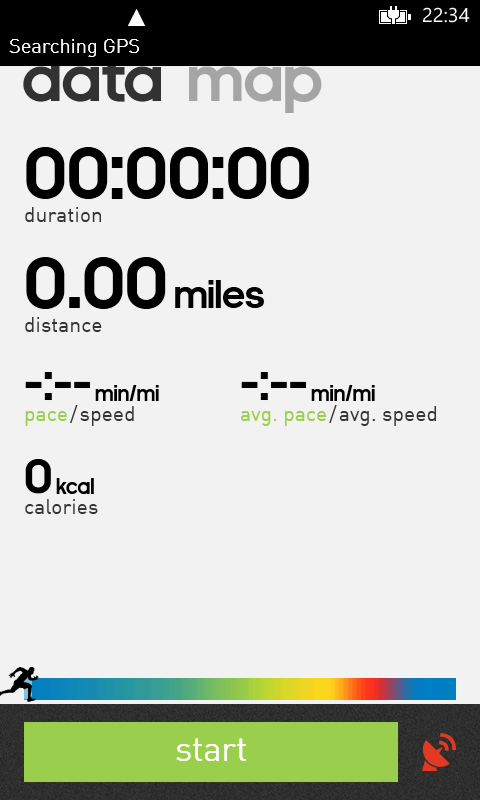 22:34
Searching GPS
data map
00:00:00
duration
0.00 miles
distance
-:-- min/mi -:-- min/mi
pace/speed avg. pace/avg. speed
0 kcal
calories
start